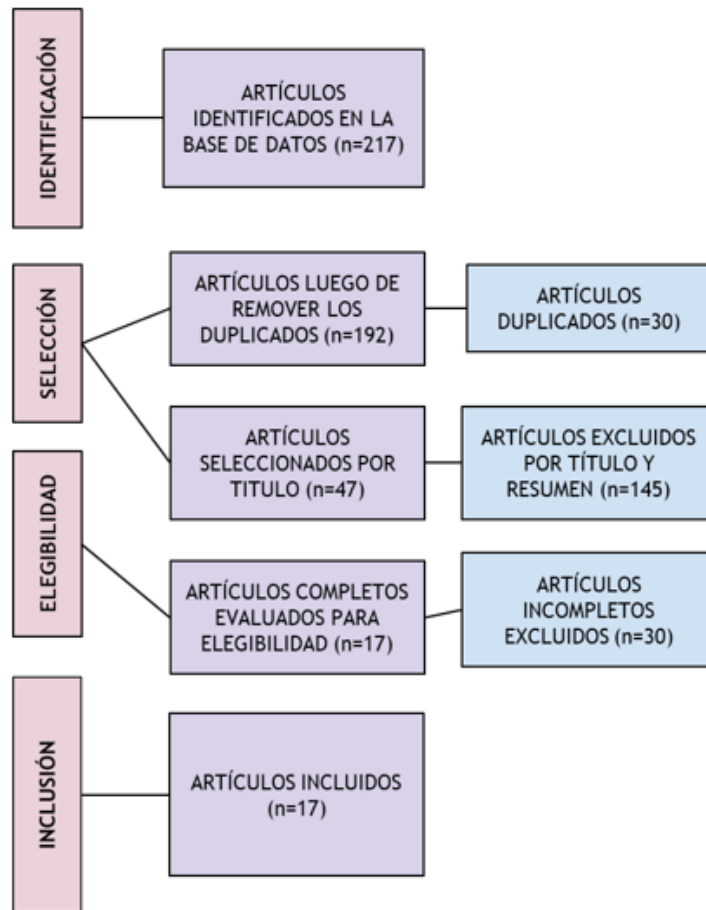 IDENTIFICACIÓN
ARTÍCULOS
IDENTIFICADOS EN LA
BASE DE DATOS (n=217)
SELECCIÓN
ARTÍCULOS LUEGO DE
REMOVER LOS
DUPLICADOS (n=192)
ARTÍCULOS
DUPLICADOS (n=30)
ARTÍCULOS
SELECCIONADOS POR
TITULO (n=47)
ARTÍCULOS EXCLUIDOS
POR TÍTULO Y
RESUMEN (n=145)
ELEGIBILIDAD
ARTÍCULOS COMPLETOS
EVALUADOS PARA
ELEGIBILIDAD (n=17)
ARTÍCULOS
INCOMPLETOS
EXCLUIDOS (n=30)
INCLUSIÓN
ARTÍCULOS INCLUIDOS
(n=17)